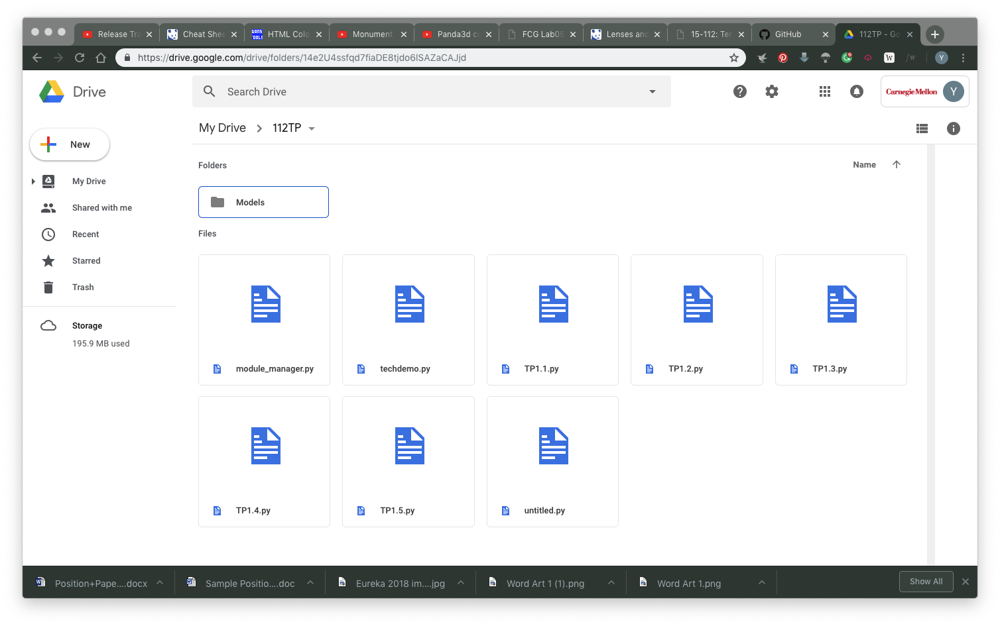 Release Tra
Cheat Shee
HTML Colo
Monument
Panda3d co
FCG Lab05
Lenses and
15-112: Ter
GitHub
112TP - Go
https://drive.google.com/drive/folders/14e2U4ssfqd7fiaDE8tjdo6lSAZaCAJjd
Drive
Search Drive
Carnegie Mellon
Y
My Drive > 112TP
New
My Drive
Shared with me
Recent
Starred
Trash
Storage
195.9 MB used
Folders
Name
Models
Files
module_manager.py
techdemo.py
TP1.1.py
TP1.2.py
TP1.3.py
TP1.4.py
TP1.5.py
untitled.py
Position+Pape....docx
Sample Positio....doc
Eureka 2018 im....jpg
Word Art 1 (1).png
Word Art 1.png
Show All